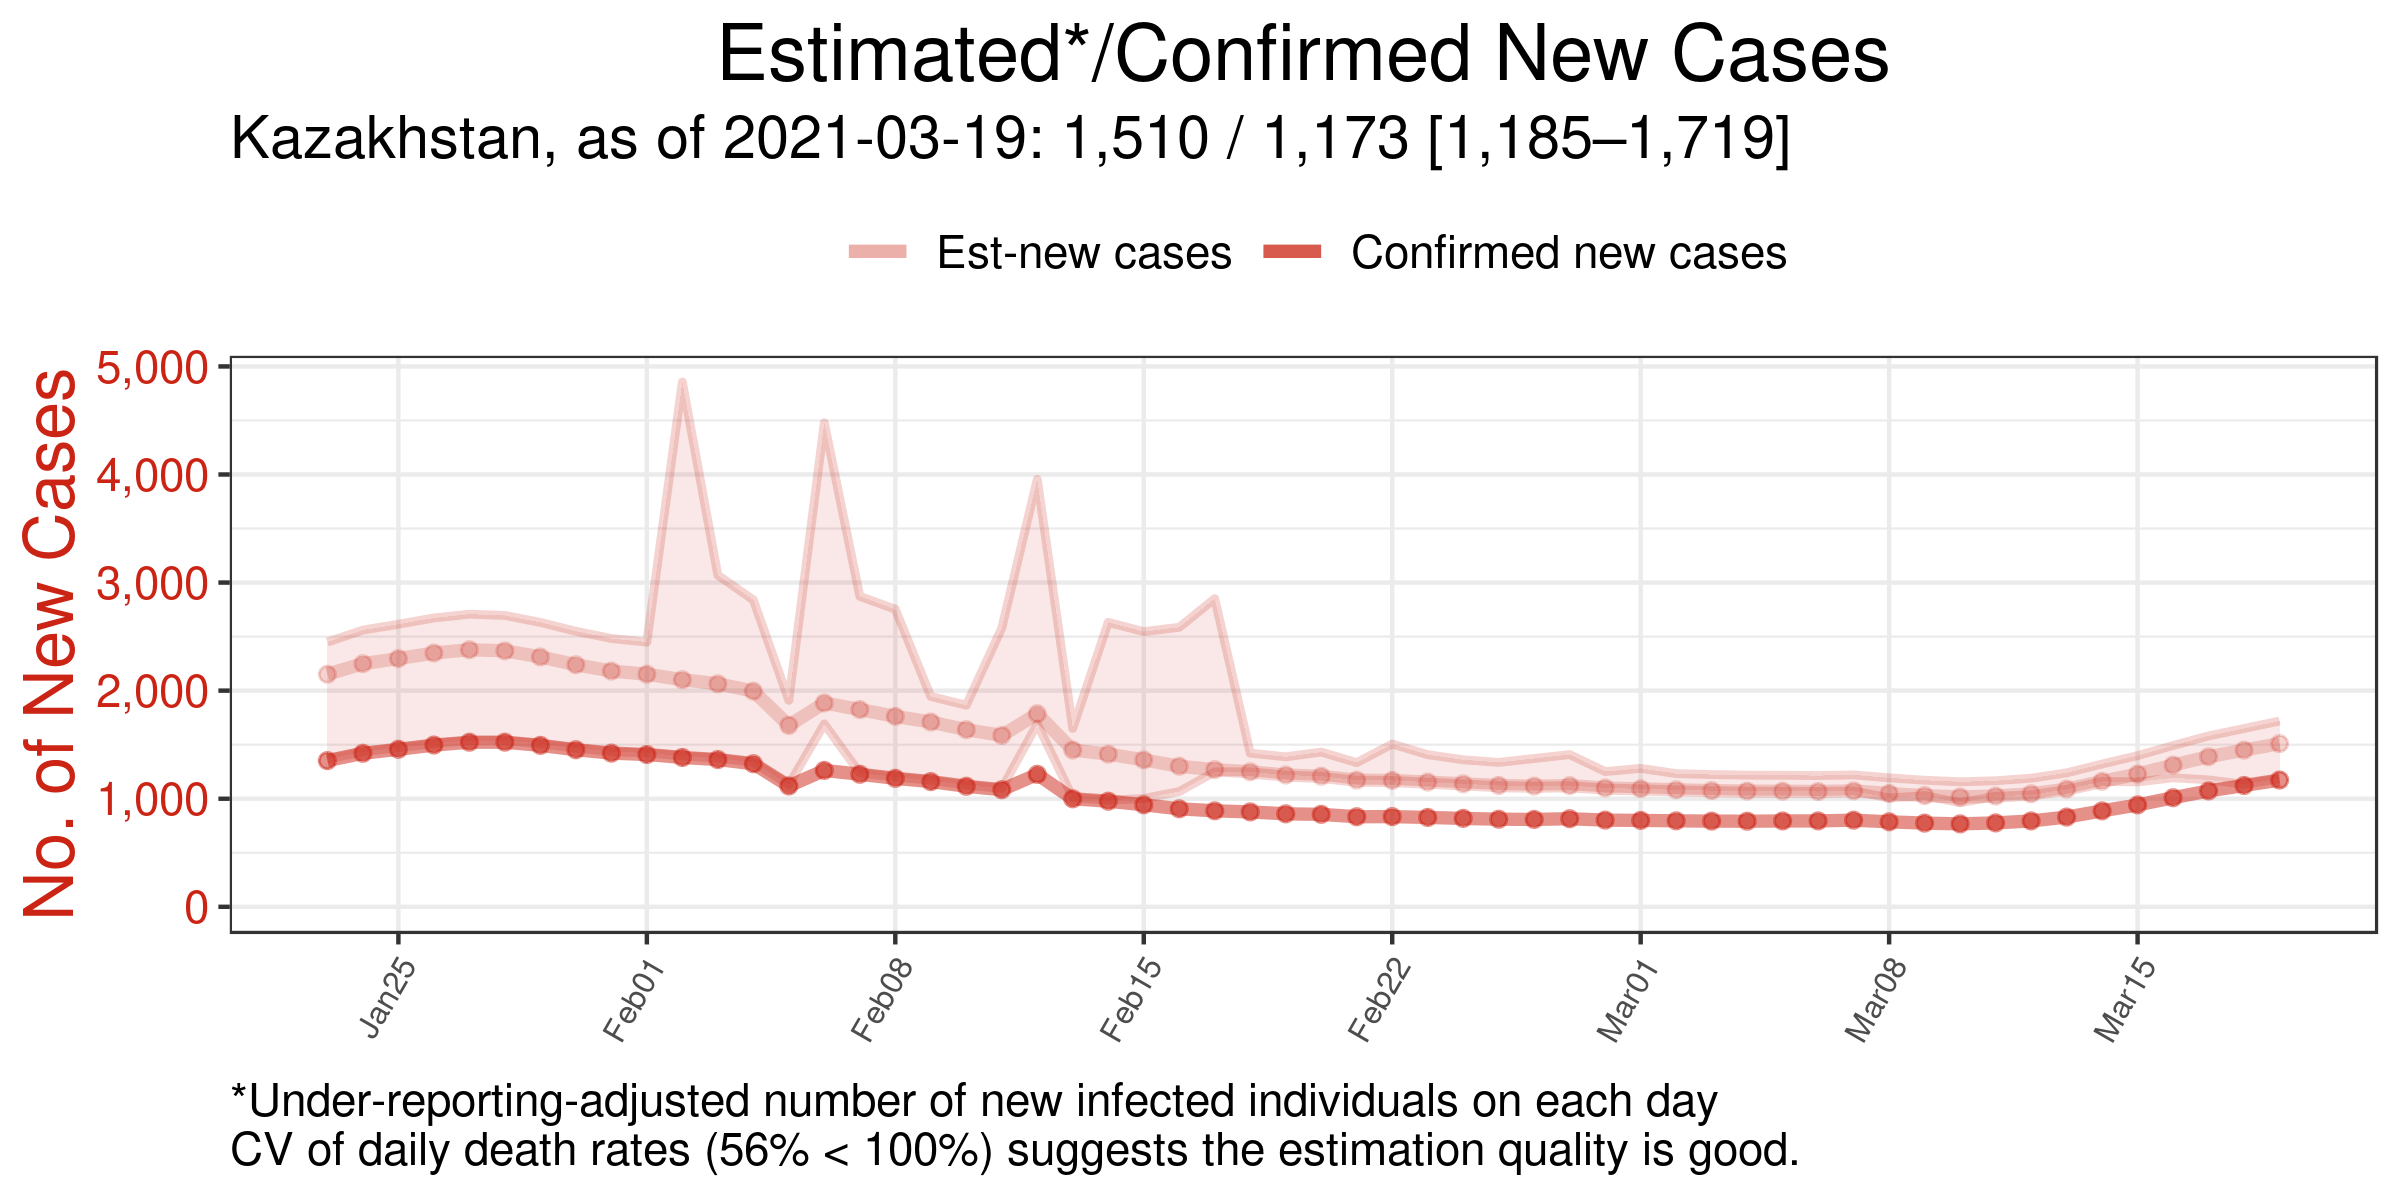 Estimated*/Confirmed New Cases
Kazakhstan, as of 2021-03-19: 1,510 / 1,173 [1,185–1,719]
Est-new cases
Confirmed new cases
No. of New Cases
5,000
4,000
3,000
2,000
1,000
0
Jan25
Feb01
Feb08
Feb15
Feb22
Mar01
Mar08
Mar15
*Under-reporting-adjusted number of new infected individuals on each day
CV of daily death rates (56% < 100%) suggests the estimation quality is good.